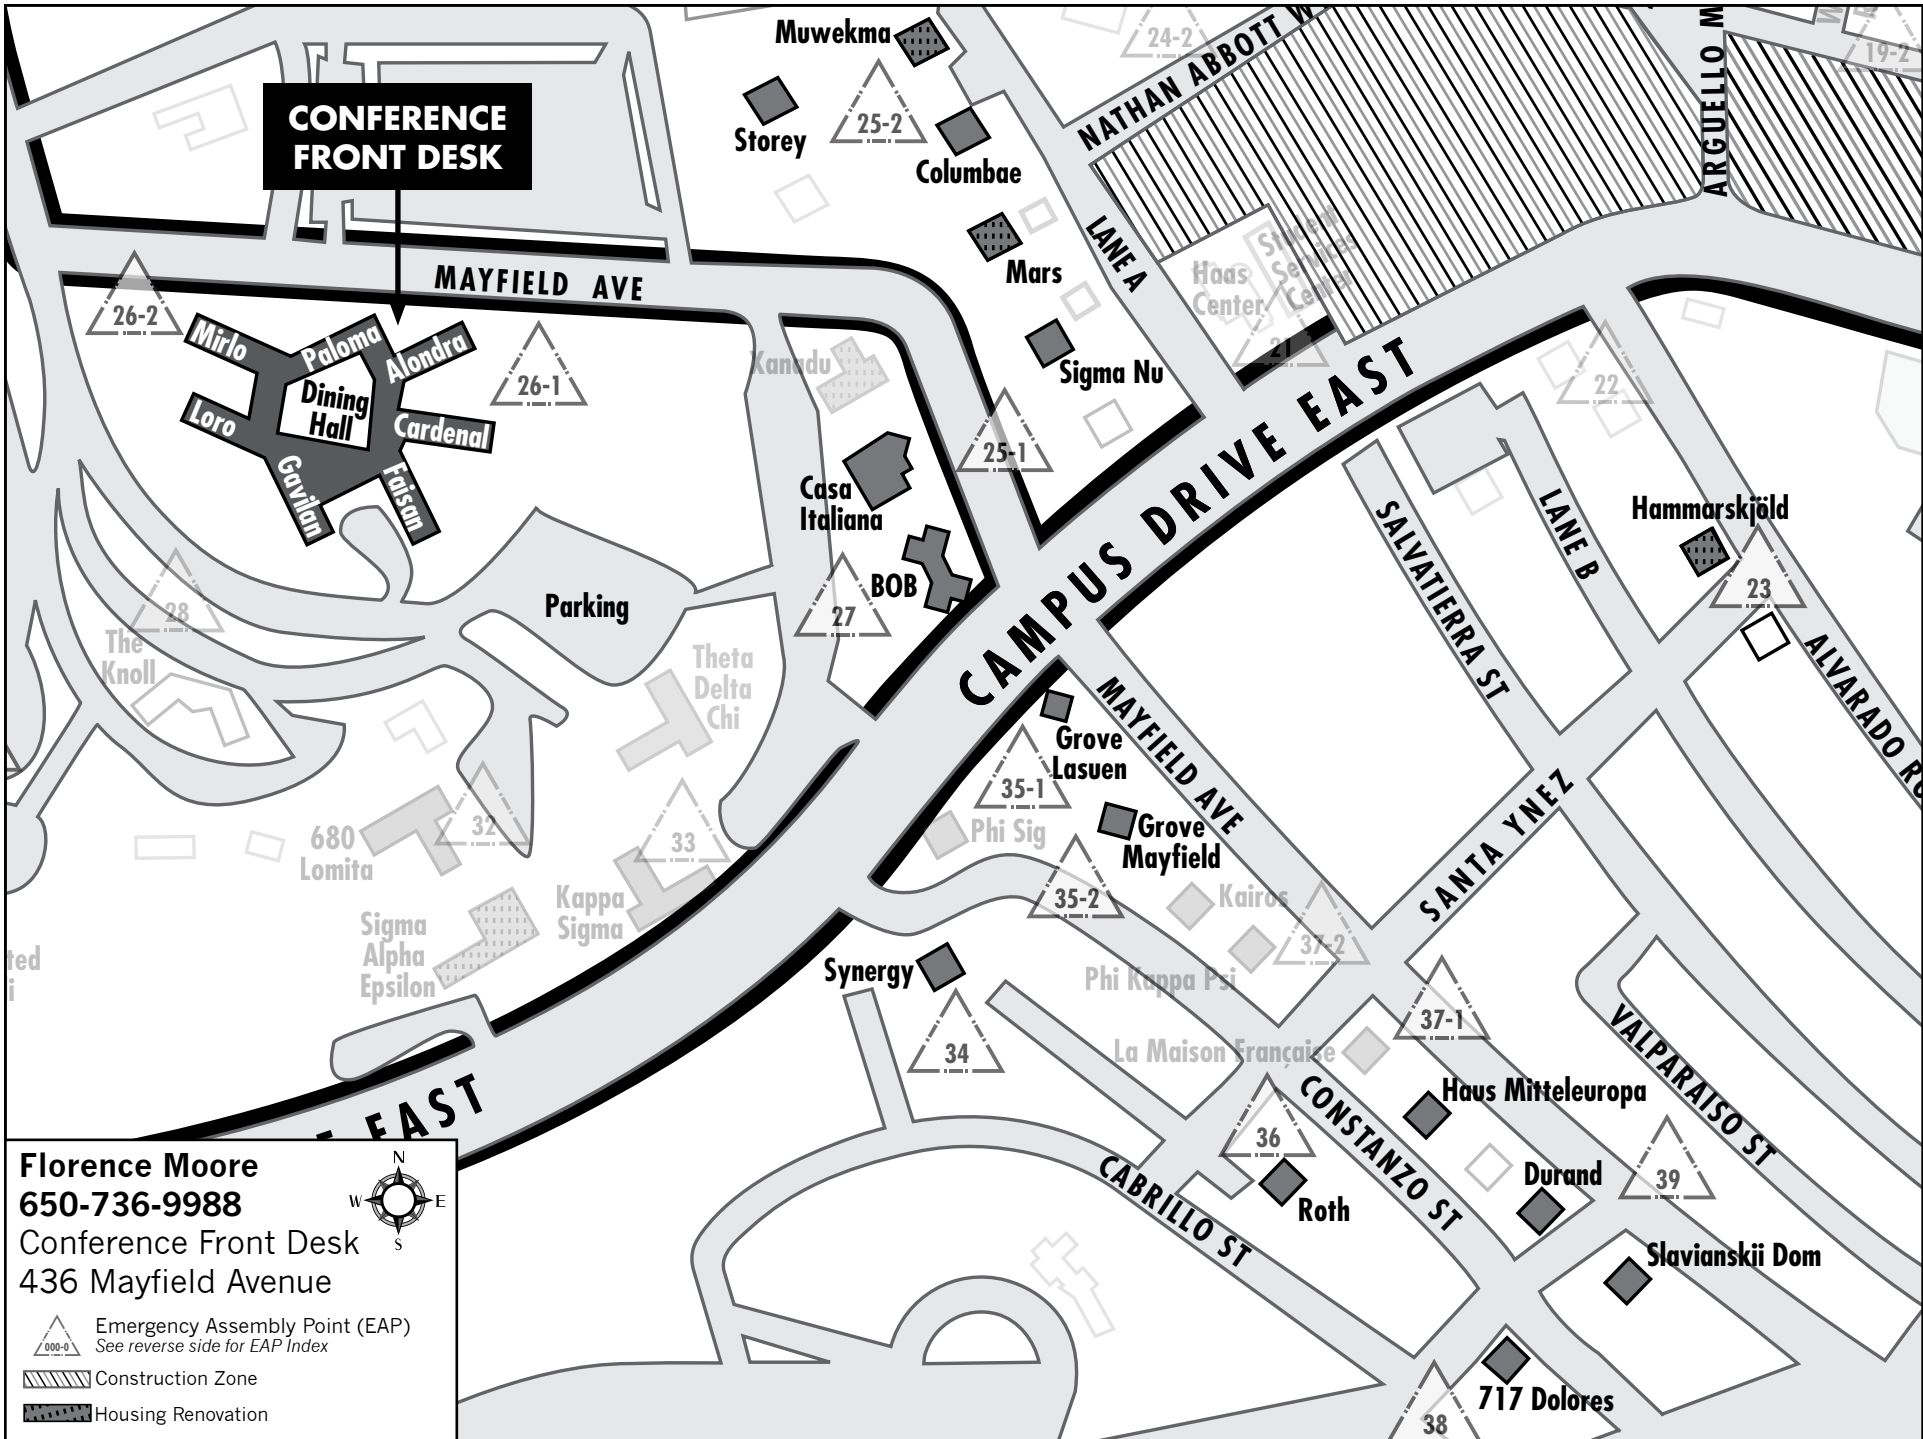 Muwekma
24-2
NATHAN ABBOTT W
ARGUELLO M
19-2
CONFERENCE
FRONT DESK
Storey
25-2
Columbae
Mars
LANE A
Haas
Center
Student
Services
Center
21
MAYFIELD AVE
26-2
Mirlo
Paloma
Alondra
Dining
Hall
Loro
Cardenal
Gavilan
Faisan
26-1
Xanadu
Sigma Nu
25-1
22
Casa
Italiana
BOB
27
CAMPUS DRIVE EAST
SALVATIERRA ST
LANE B
Hammarskjöld
23
ALVARADO RO
28
The
Knoll
Parking
Theta
Delta
Chi
Grove
Lasuen
MAYFIELD AVE
35-1
Phi Sig
Grove
Mayfield
SANTA YNEZ
680
Lomita
32
33
Kappa
Sigma
Sigma
Alpha
Epsilon
35-2
Kairos
37-2
Phi Kappa Psi
ted
i
Synergy
34
37-1
La Maison Française
VALPARAISO ST
Haus Mitteleuropa
36
CONSTANZO ST
Roth
Durand
39
CABRILLO ST
Slavianskii Dom
717 Dolores
38
EAST
Florence Moore
650-736-9988
Conference Front Desk
436 Mayfield Avenue
N
W E
S
000-0
Emergency Assembly Point (EAP)
See reverse side for EAP Index
Construction Zone
Housing Renovation